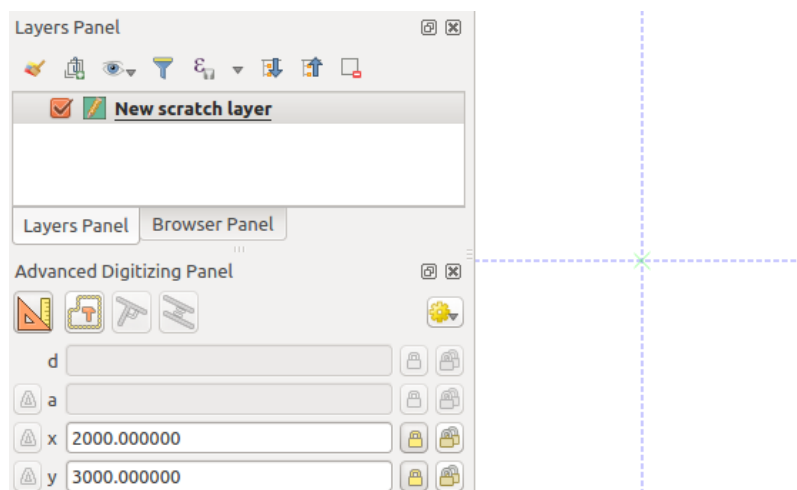 Layers Panel
New scratch layer
Layers Panel Browser Panel
Advanced Digitizing Panel
d
a
x 2000.000000
y 3000.000000